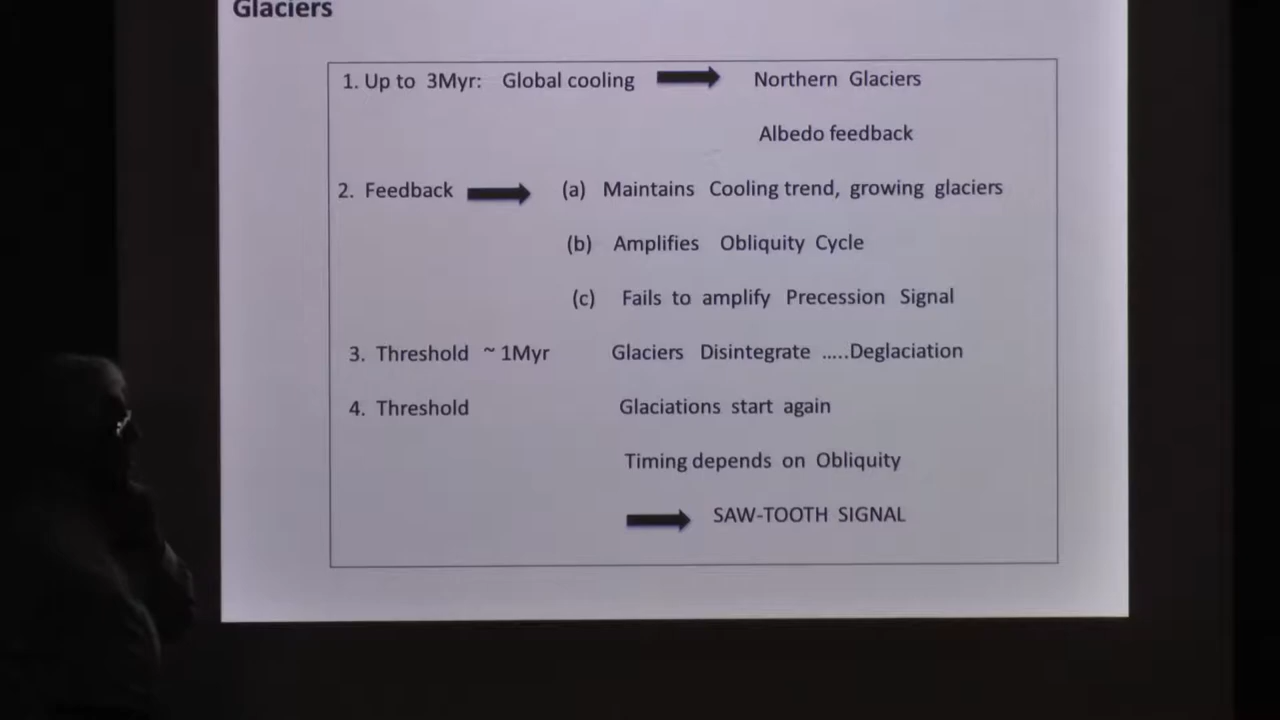 Glaciers
1. Up to 3Myr: Global cooling Northern Glaciers
Albedo feedback
2. Feedback (a) Maintains Cooling trend, growing glaciers
(b) Amplifies Obliquity Cycle
(c) Fails to amplify Precession Signal
3. Threshold ~ 1Myr Glaciers Disintegrate .....Deglaciation
4. Threshold Glaciations start again
Timing depends on Obliquity
SAW-TOOTH SIGNAL